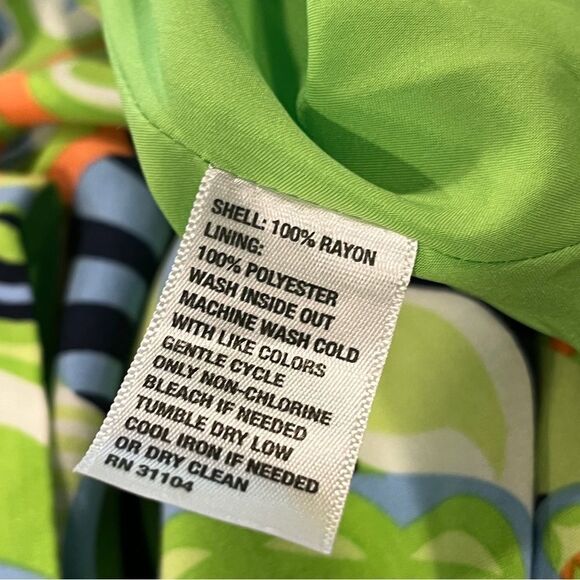 SHELL: 100% RAYON
LINING:
100% POLYESTER
WASH INSIDE OUT
MACHINE WASH COLD
WITH LIKE COLORS
GENTLE CYCLE
ONLY NON-CHLORINE
BLEACH IF NEEDED
TUMBLE DRY LOW
COOL IRON IF NEEDED
OR DRY CLEAN
RN 31104